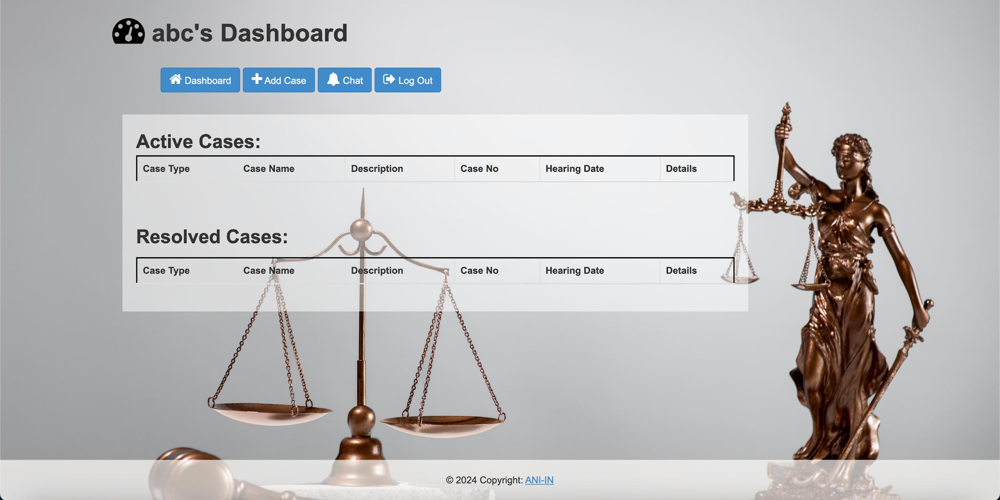 abc's Dashboard
Dashboard Add Case Chat Log Out
Active Cases:
Case Type Case Name Description Case No Hearing Date Details
Resolved Cases:
Case Type Case Name Description Case No Hearing Date Details
© 2024 Copyright: ANI-IN